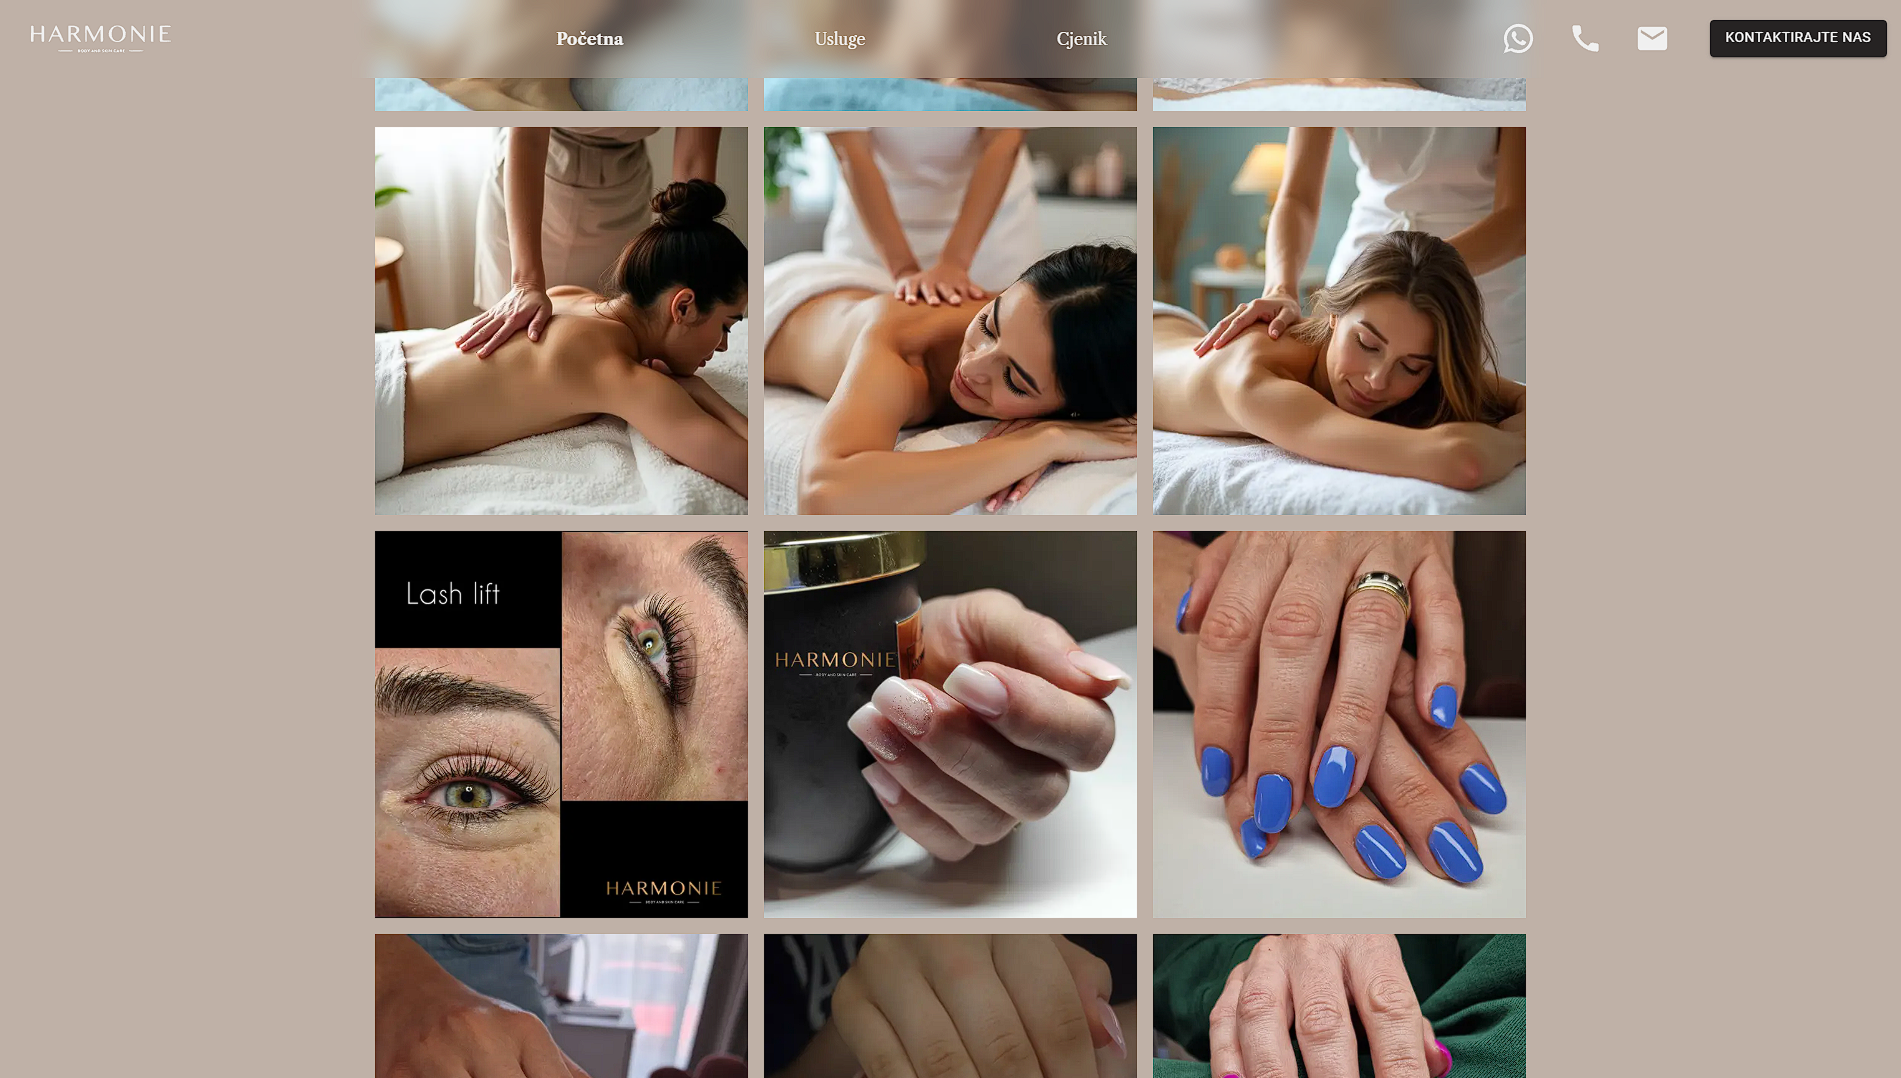 HARMONIE
BODY AND SKIN CARE
Početna
Usluge
Cjenik
KONTAKTIRAJTE NAS
Lash lift
HARMONIE
BODY AND SKIN CARE
HARMONIE
BODY AND SKIN CARE